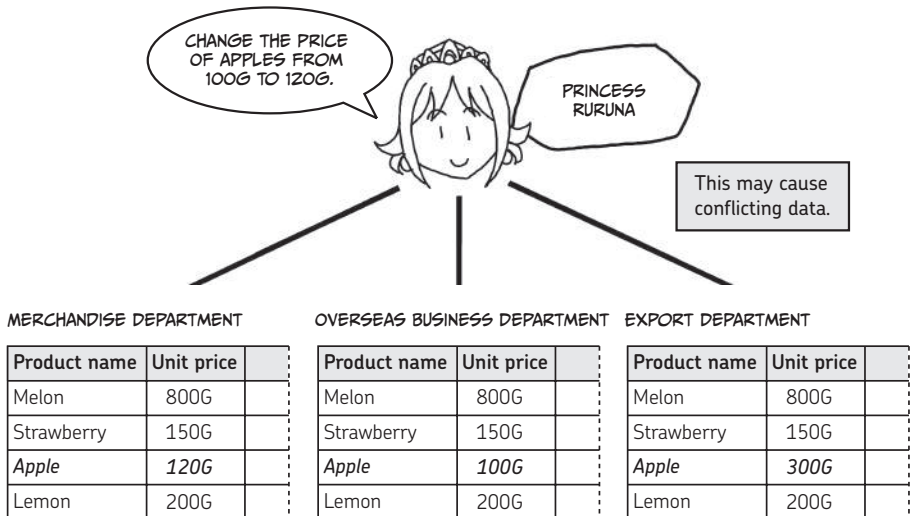 CHANGE THE PRICE
OF APPLES FROM
100G TO 120G.
PRINCESS
RURUNA
This may cause
conflicting data.
MERCHANDISE DEPARTMENT
Product name Unit price
Melon 800G
Strawberry 150G
Apple 120G
Lemon 200G
OVERSEAS BUSINESS DEPARTMENT
Product name Unit price
Melon 800G
Strawberry 150G
Apple 100G
Lemon 200G
EXPORT DEPARTMENT
Product name Unit price
Melon 800G
Strawberry 150G
Apple 300G
Lemon 200G